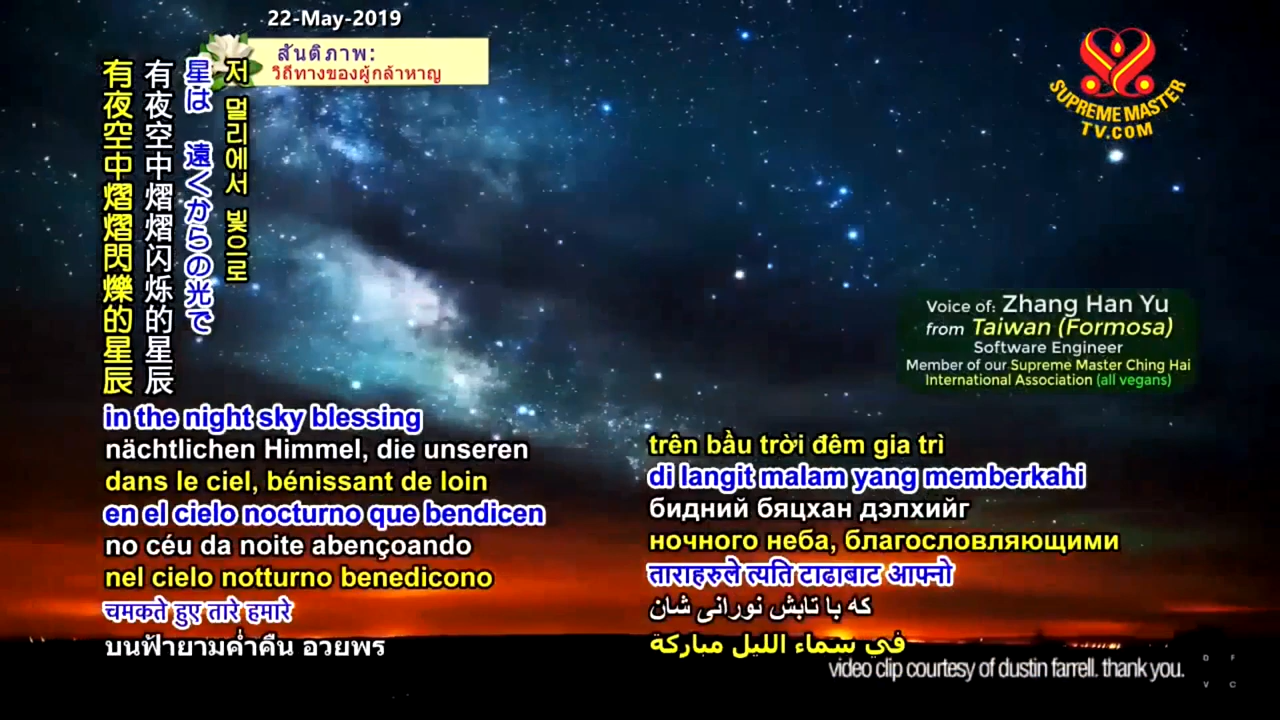 22-May-2019
สันติภาพ:
วิถีทางของผู้กล้าหาญ
SUPREME MASTER
TV.COM
有夜空中熠熠閃爍的星辰
有夜空中熠熠闪烁的星辰
星は 遠くからの光で
저 멀리에서 빛으로
Voice of: Zhang Han Yu
from Taiwan (Formosa)
Software Engineer
Member of our Supreme Master Ching Hai
International Association (all vegans)
in the night sky blessing
nächtlichen Himmel, die unseren
dans le ciel, bénissant de loin
en el cielo nocturno que bendicen
no céu da noite abençoando
nel cielo notturno benedicono
चमकते हुए तारे हमारे
บนฟ้ายามค่ำคืน อวยพร
trên bầu trời đêm gia trì
di langit malam yang memberkahi
бидний бяцхан дэлхийг
ночного неба, благословляющими
ताराहरुले त्यति टाढाबाट आफ्नो
که با تابش نورانی شان
في سماء الليل مباركة
video clip courtesy of dustin farrell. thank you.
D F
V C